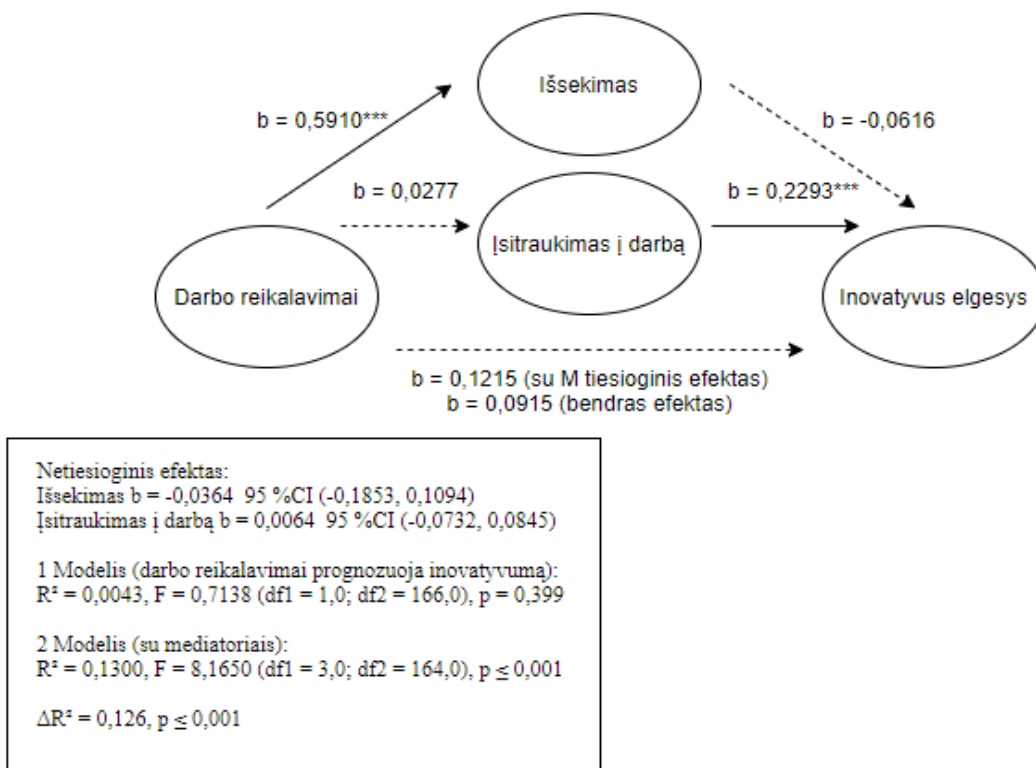 Išsekimas
b = 0,5910***
b = -0,0616
b = 0,0277
b = 0,2293***
Įsitraukimas į darbą
Darbo reikalavimai
Inovatyvus elgesys
b = 0,1215 (su M tiesioginis efektas)
b = 0,0915 (bendras efektas)
Netiesioginis efektas:
Išsekimas b = -0,0364 95 %CI (-0,1853, 0,1094)
Įsitraukimas į darbą b = 0,0064 95 %CI (-0,0732, 0,0845)
1 Modelis (darbo reikalavimai prognozuoja inovatyvumą):
R² = 0,0043, F = 0,7138 (df1 = 1,0; df2 = 166,0), p = 0,399
2 Modelis (su mediatoriais):
R² = 0,1300, F = 8,1650 (df1 = 3,0; df2 = 164,0), p ≤ 0,001
ΔR² = 0,126, p ≤ 0,001